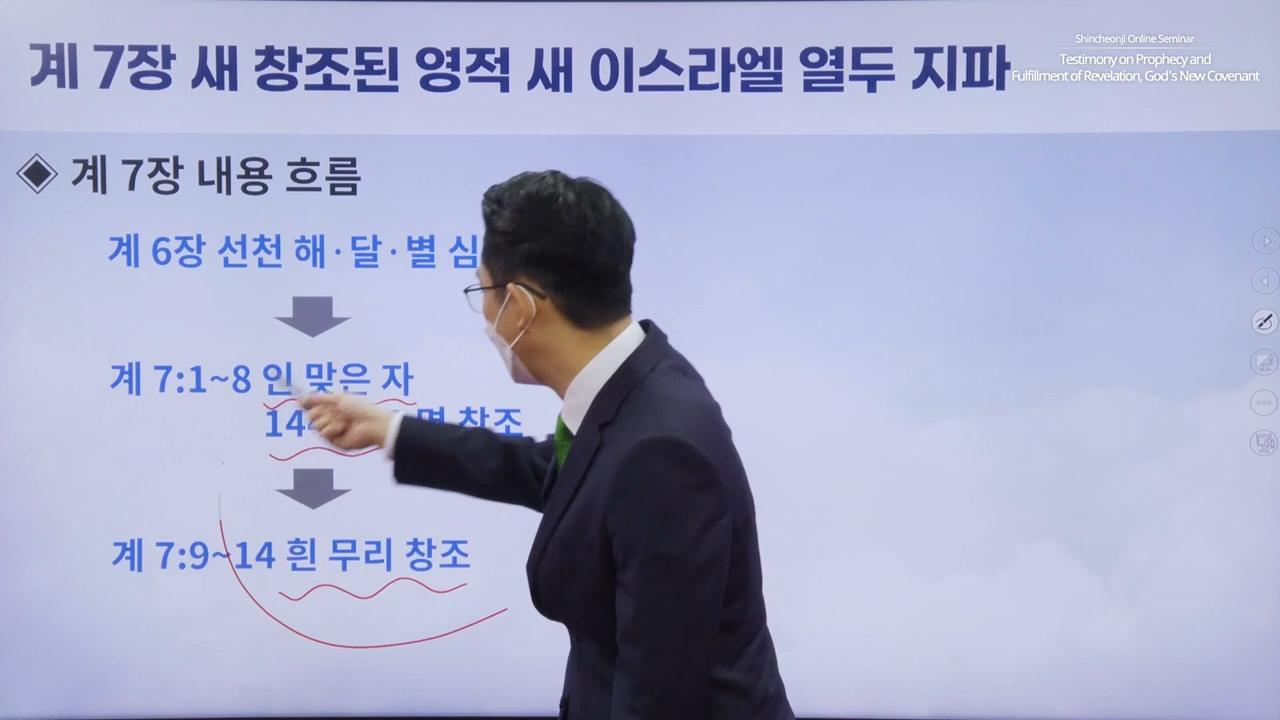 계 7장 새 창조된 영적 새 이스라엘 열두 지파
Shincheonji Online Seminar
Testimony on Prophecy and
Fulfillment of Revelation, God's New Covenant
계 7장 내용 흐름
계 6장 선천 해·달·별
계 7:1~8 인 맞은 자
창조
계 7:9~14 흰 무리 창조